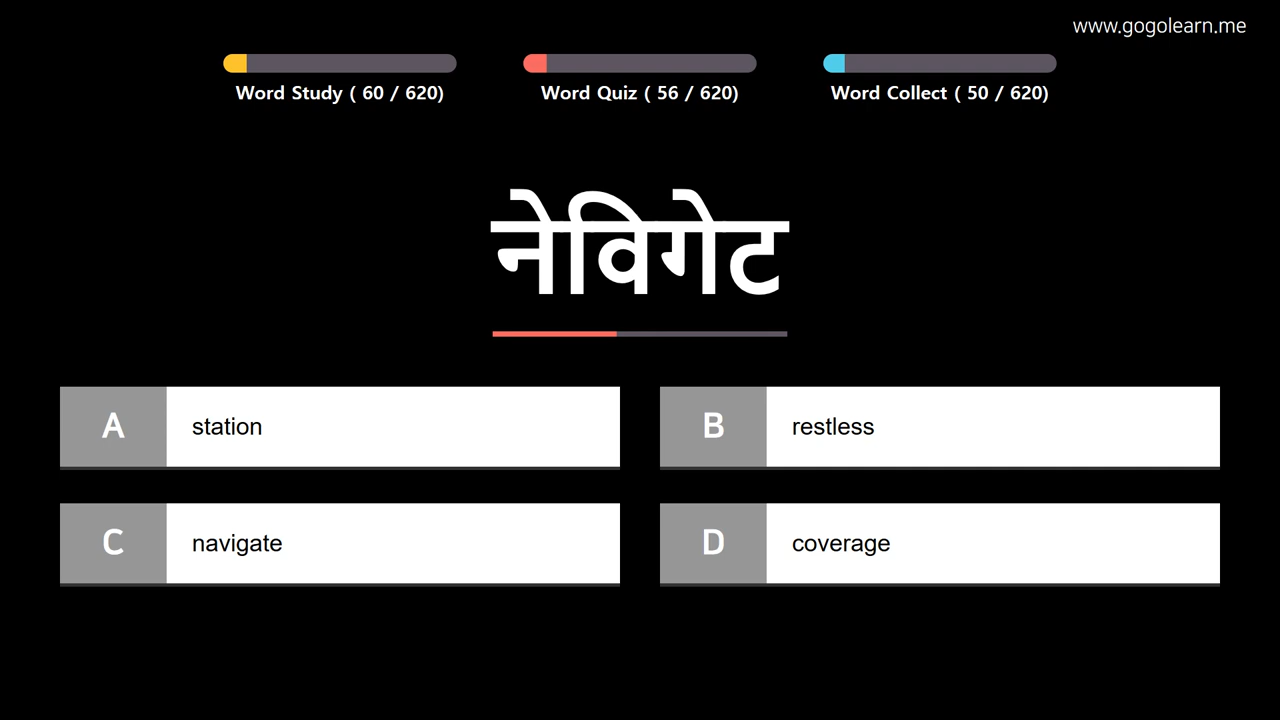 www.gogolearn.me
Word Study ( 60 / 620)
Word Quiz ( 56 / 620)
Word Collect ( 50 / 620)
नेविगेट
A station
B restless
C navigate
D coverage